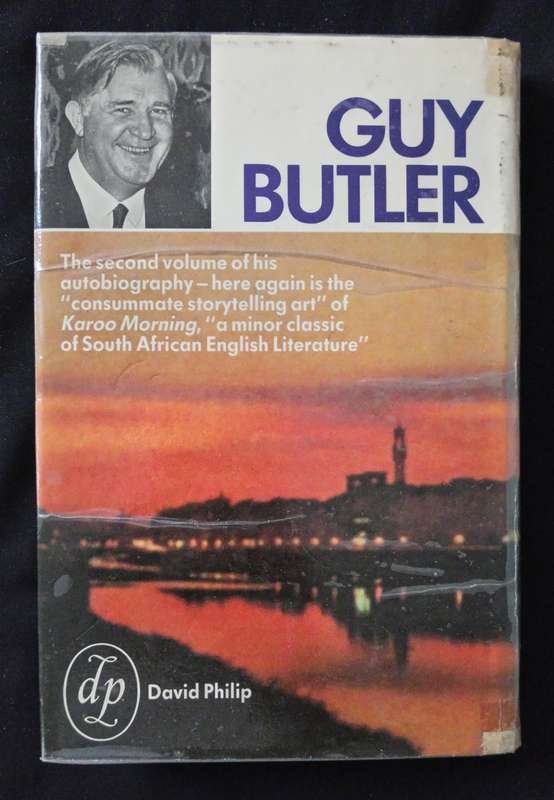 GUY
BUTLER
The second volume of his
autobiography – here again is the
"consummate storytelling art" of
Karoo Morning, "a minor classic
of South African English Literature"
dp
David Philip